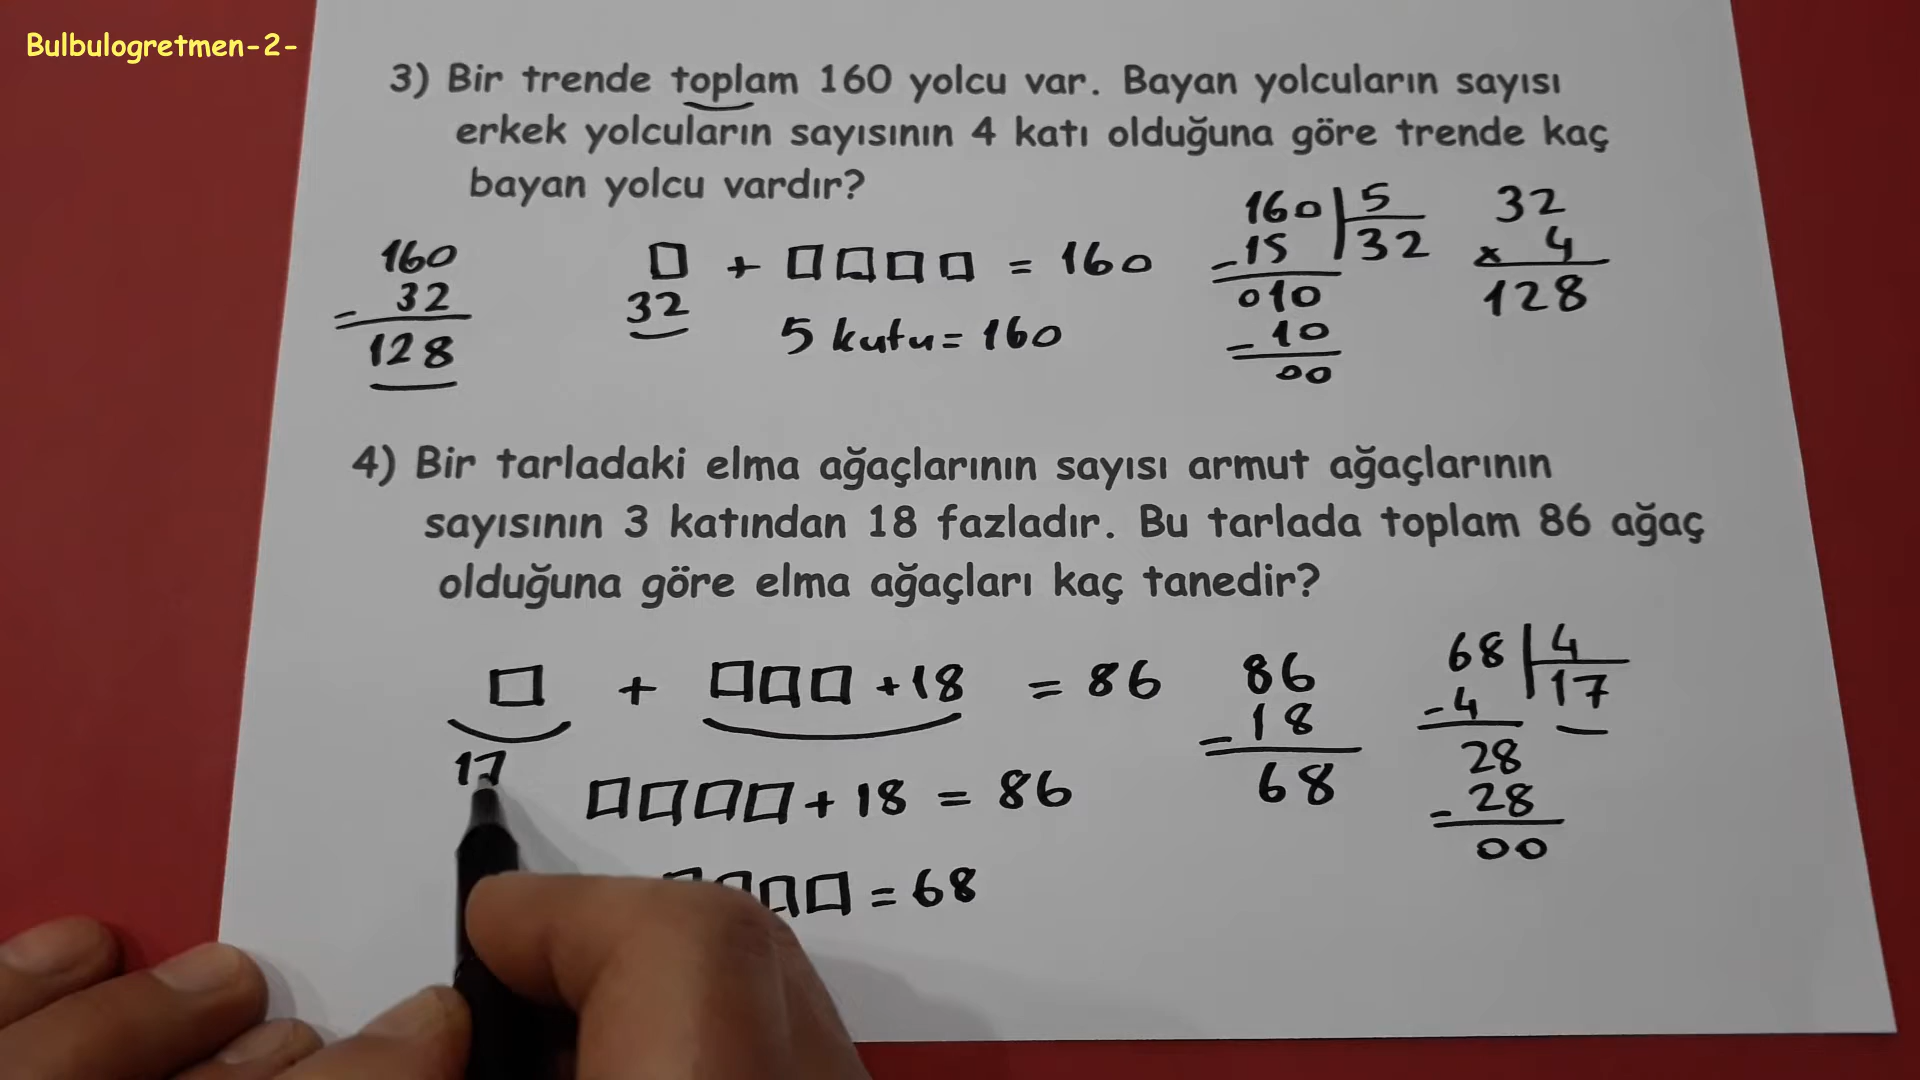 Bulbulogretmen-2-
3) Bir trende toplam 160 yolcu var. Bayan yolcuların sayısı
erkek yolcuların sayısının 4 katı olduğuna göre trende kaç
bayan yolcu vardır?
160
- 32
128
□ + □□□□ = 160
32
5 kutu = 160
160 | 5
- 15 | 32
010
- 10
00
32
x 4
128
4) Bir tarladaki elma ağaçlarının sayısı armut ağaçlarının
sayısının 3 katından 18 fazladır. Bu tarlada toplam 86 ağaç
olduğuna göre elma ağaçları kaç tanedir?
□ + □□□ + 18 = 86
17
□□□□ + 18 = 86
□□□□ = 68
86
- 18
68
68 | 4
- 4 | 17
28
- 28
00